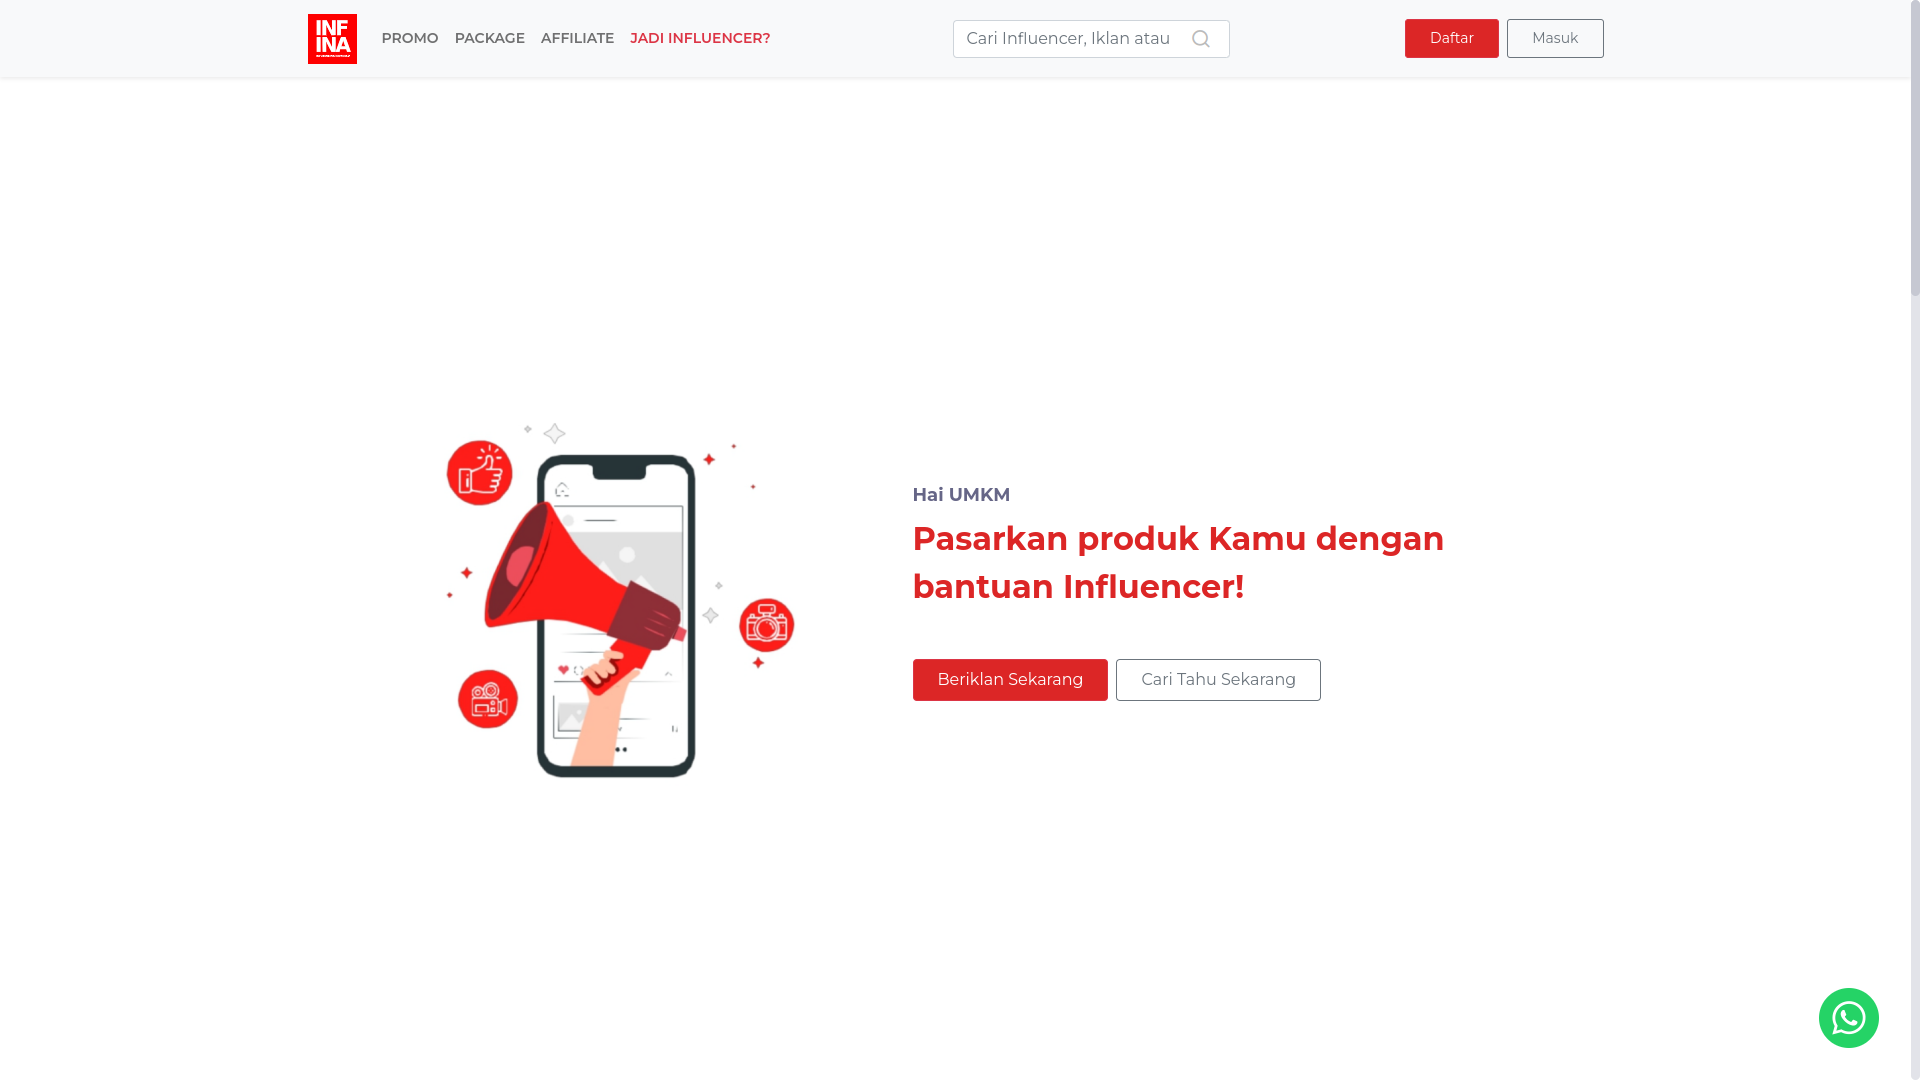 INF
INA
PROMO
PACKAGE
AFFILIATE
JADI INFLUENCER?
Cari Influencer, Iklan atau
Daftar
Masuk
Hai UMKM
Pasarkan produk Kamu dengan
bantuan Influencer!
Beriklan Sekarang
Cari Tahu Sekarang